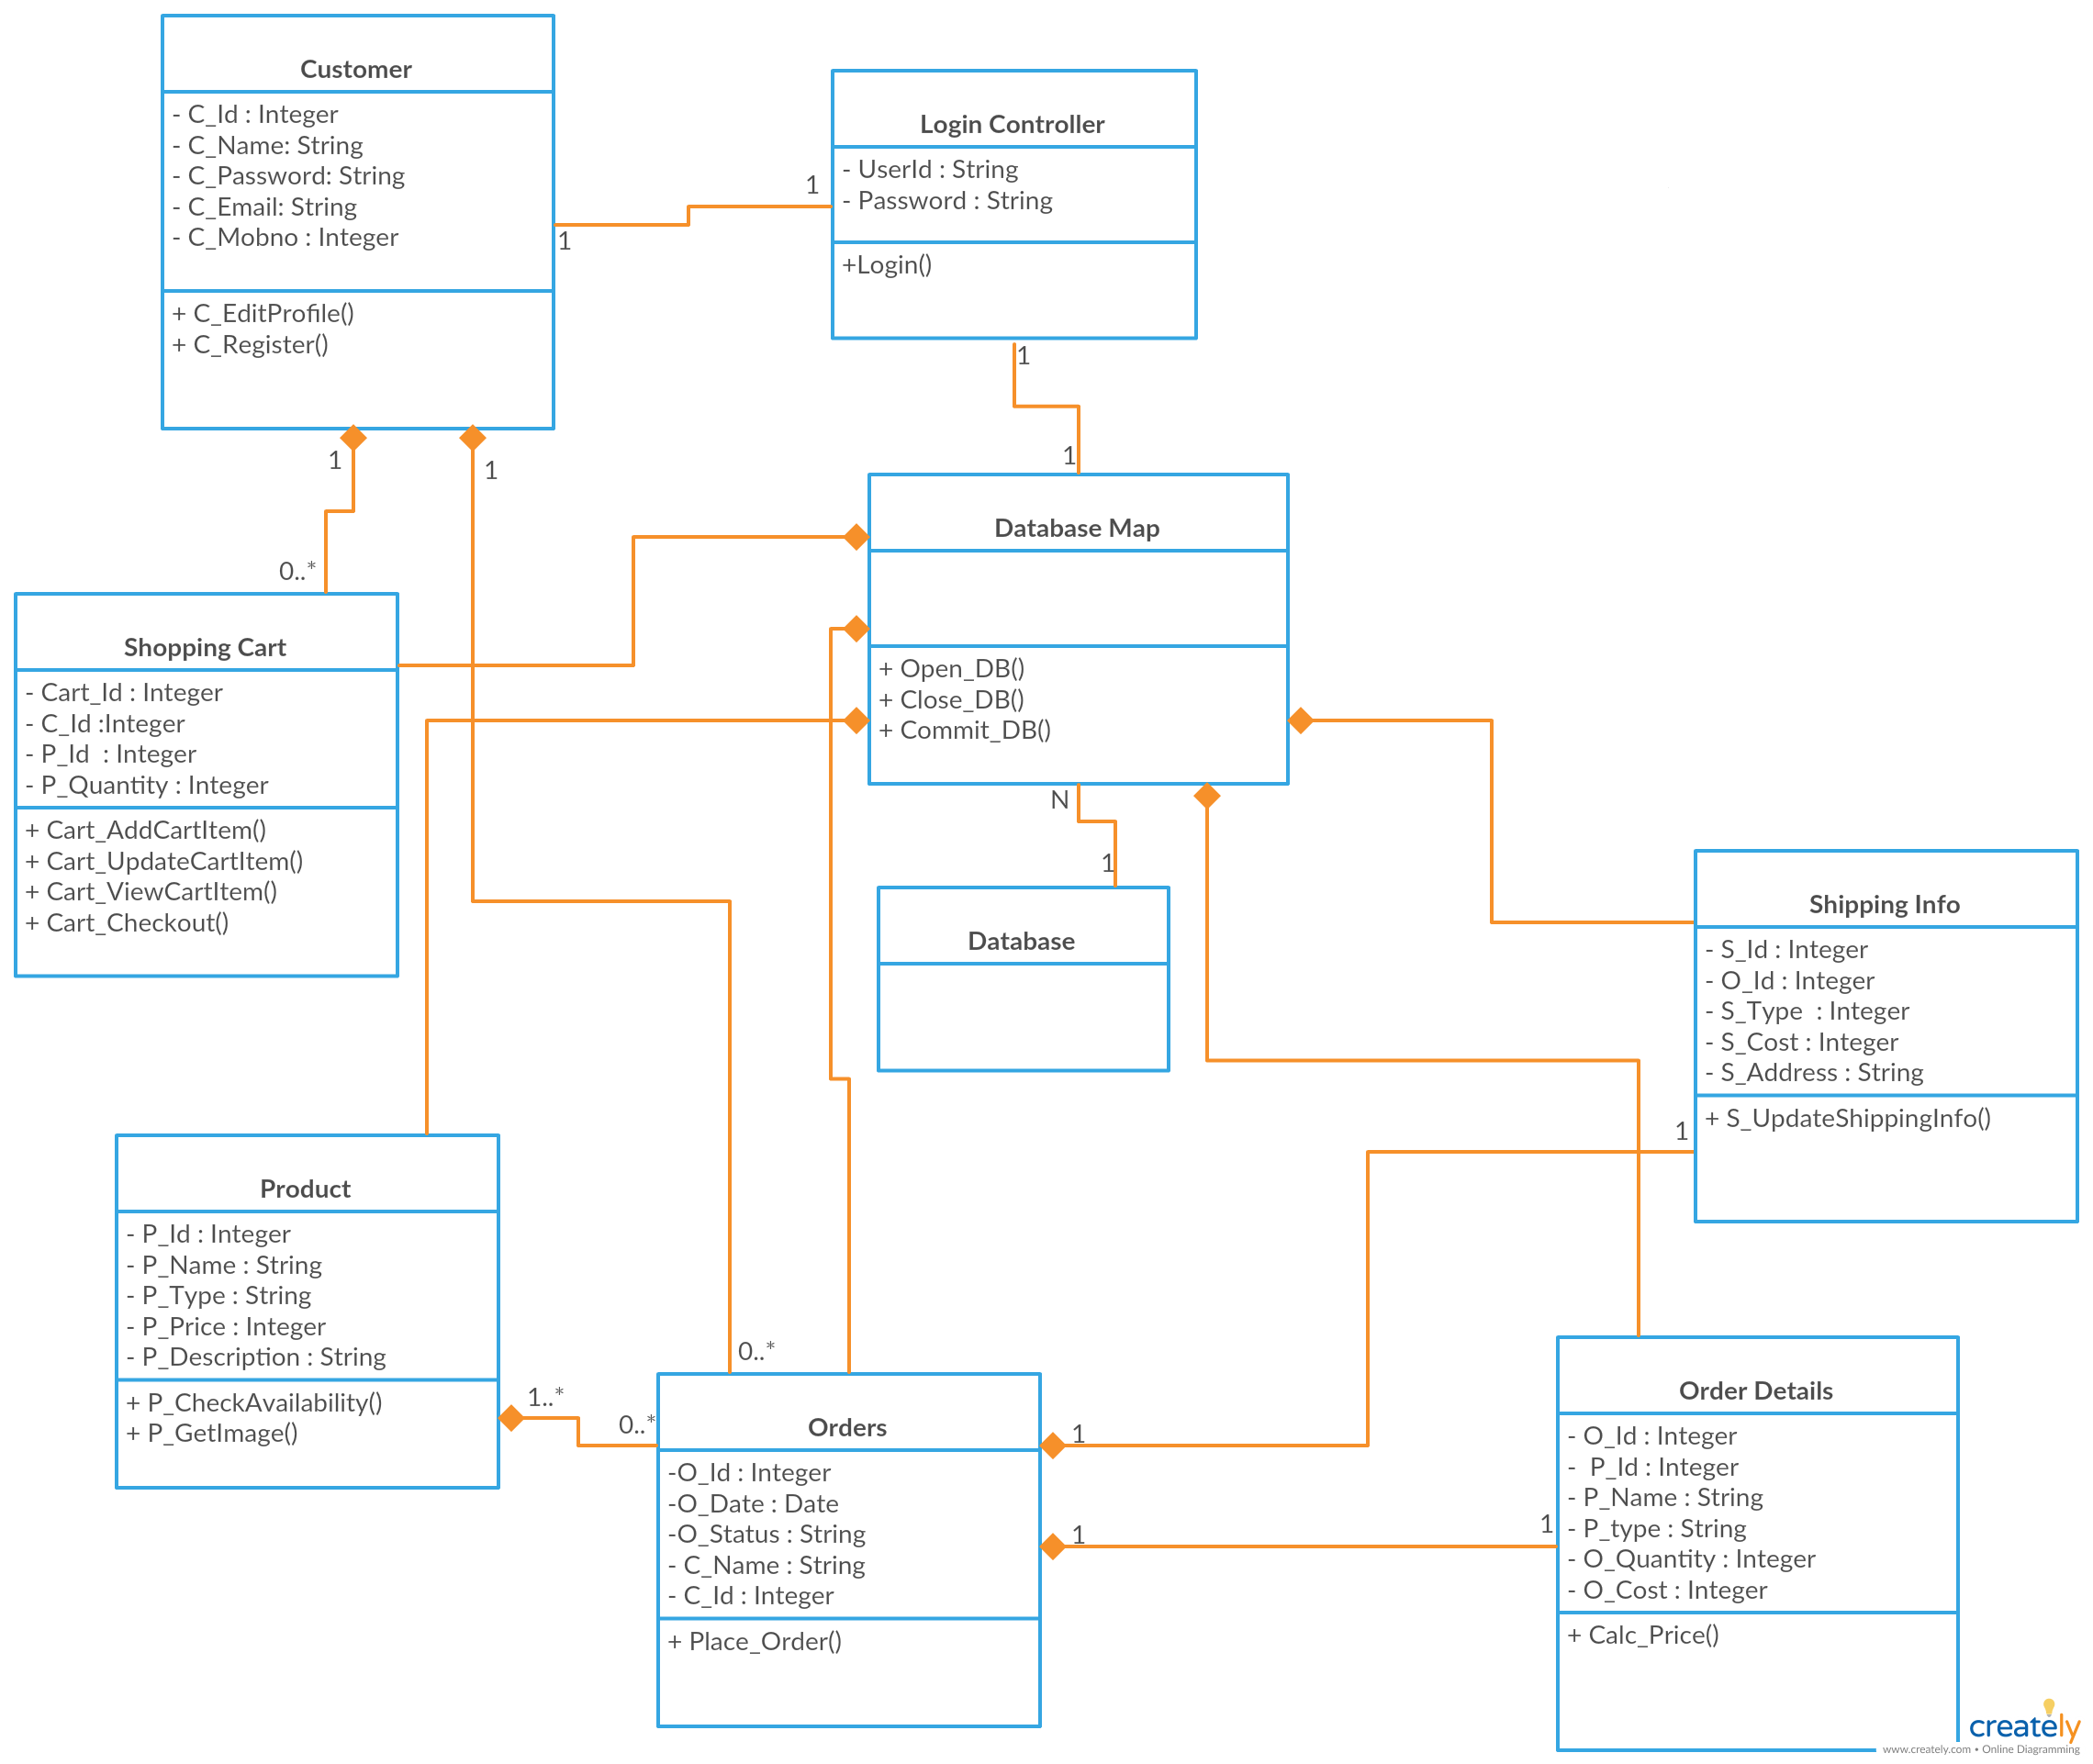 Customer
- C_Id : Integer
- C_Name: String
- C_Password: String
- C_Email: String
- C_Mobno : Integer
+ C_EditProfile()
+ C_Register()
Login Controller
- UserId : String
- Password : String
+Login()
1
1
1
1
1
1
0..*
Database Map
+ Open_DB()
+ Close_DB()
+ Commit_DB()
Shopping Cart
- Cart_Id : Integer
- C_Id :Integer
- P_Id : Integer
- P_Quantity : Integer
+ Cart_AddCartItem()
+ Cart_UpdateCartItem()
+ Cart_ViewCartItem()
+ Cart_Checkout()
N
1
Database
Shipping Info
- S_Id : Integer
- O_Id : Integer
- S_Type : Integer
- S_Cost : Integer
- S_Address : String
+ S_UpdateShippingInfo()
1
Product
- P_Id : Integer
- P_Name : String
- P_Type : String
- P_Price : Integer
- P_Description : String
+ P_CheckAvailability()
+ P_GetImage()
1..*
0..*
0..*
Orders
-O_Id : Integer
-O_Date : Date
-O_Status : String
- C_Name : String
- C_Id : Integer
+ Place_Order()
1
1
1
Order Details
- O_Id : Integer
- P_Id : Integer
- P_Name : String
- P_type : String
- O_Quantity : Integer
- O_Cost : Integer
+ Calc_Price()
creately
www.creately.com • Online Diagramming